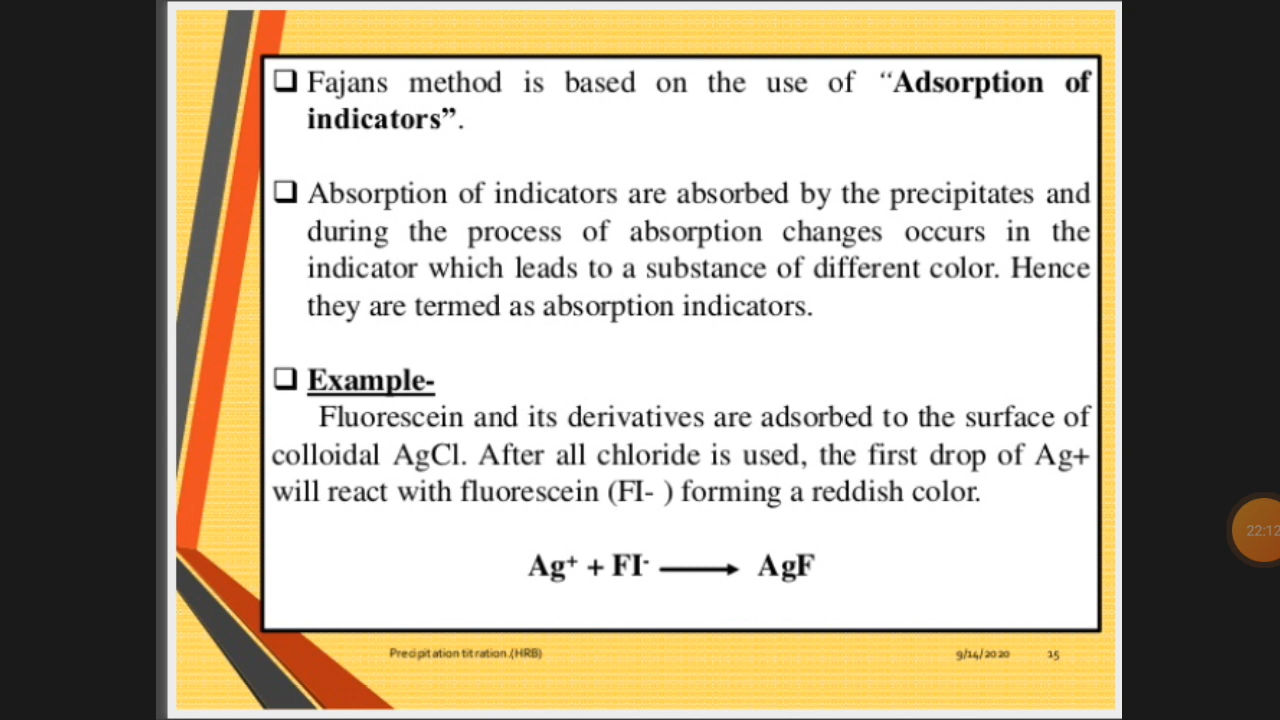 ❑ Fajans method is based on the use of “Adsorption of
indicators”.
❑ Absorption of indicators are absorbed by the precipitates and
during the process of absorption changes occurs in the
indicator which leads to a substance of different color. Hence
they are termed as absorption indicators.
❑ Example-
Fluorescein and its derivatives are adsorbed to the surface of
colloidal AgCl. After all chloride is used, the first drop of Ag+
will react with fluorescein (FI- ) forming a reddish color.
Ag⁺ + FI⁻ ⟶ AgF
Precipitation titration.(HRB) 9/14/2020 15
22:12